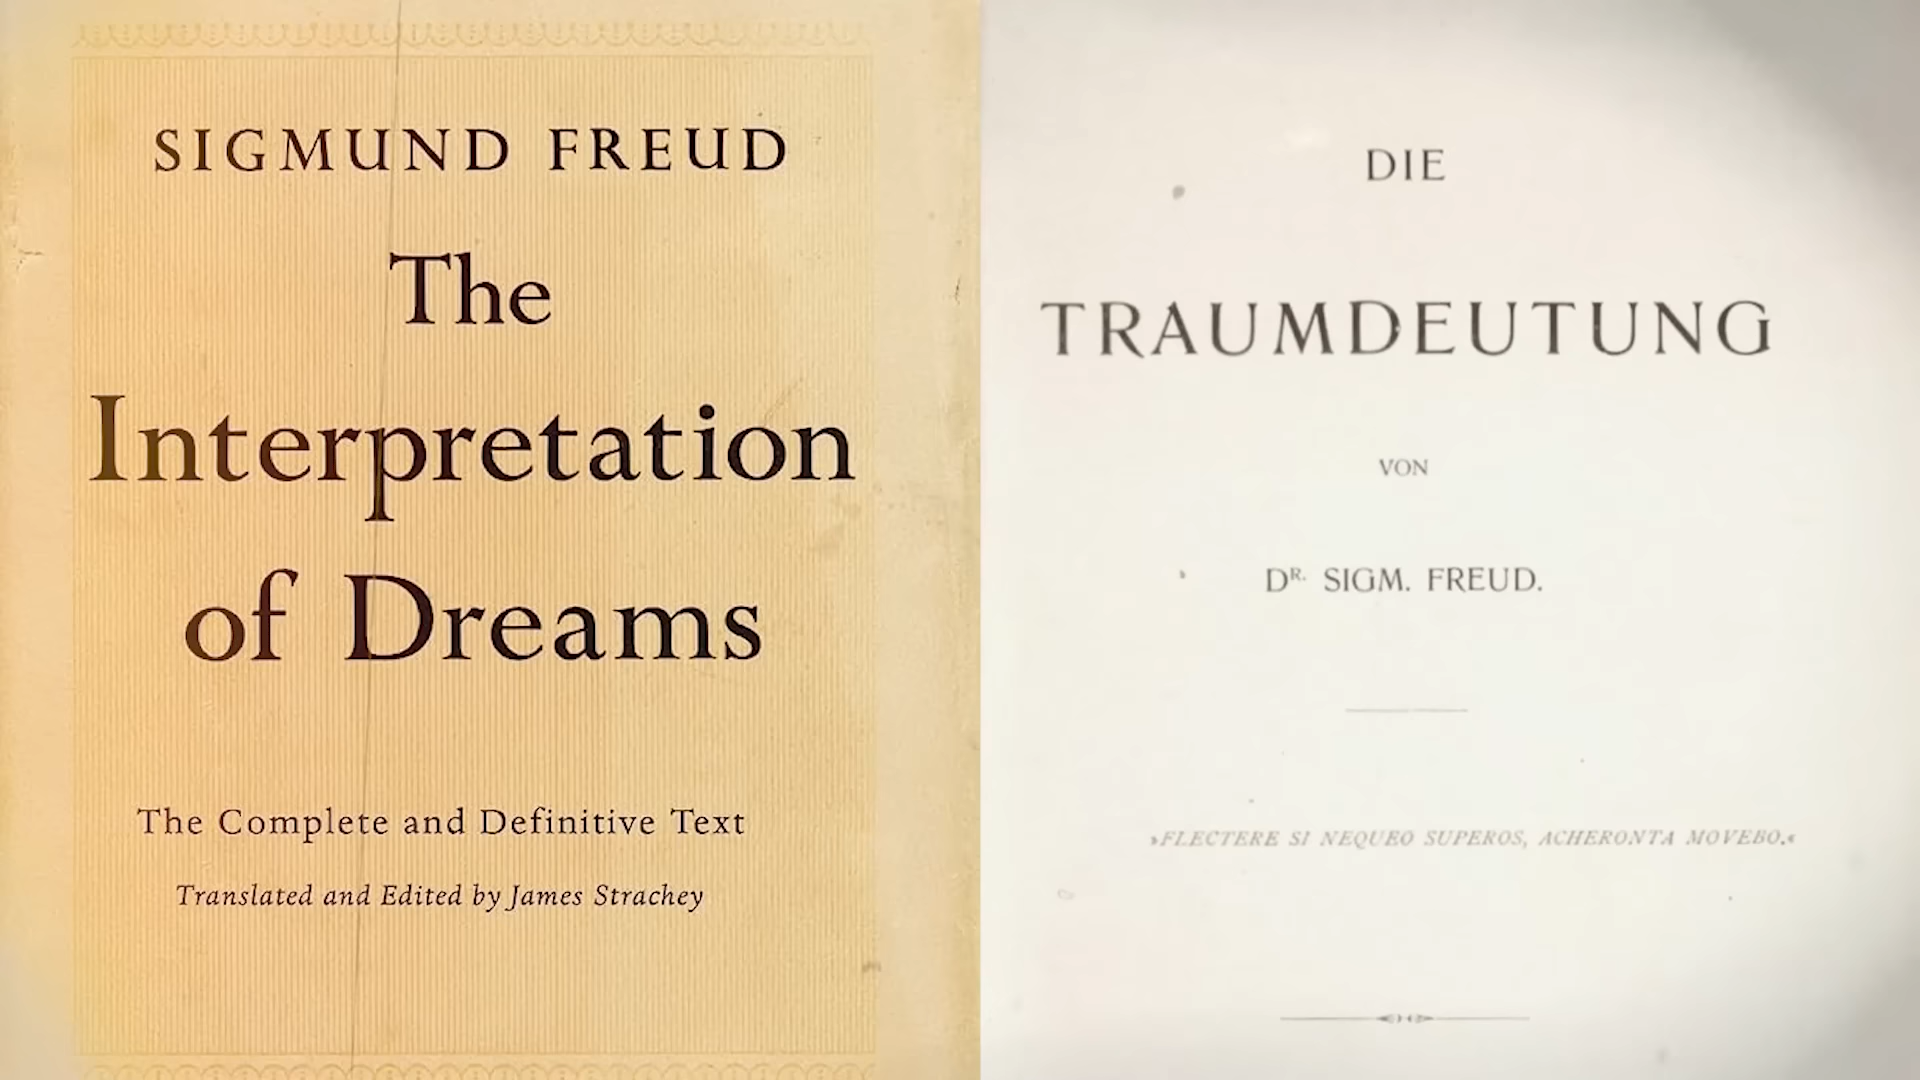 SIGMUND FREUD
The
Interpretation
of Dreams
The Complete and Definitive Text
Translated and Edited by James Strachey
DIE
TRAUMDEUTUNG
VON
DR. SIGM. FREUD.
»FLECTERE SI NEQUEO SUPEROS, ACHERONTA MOVEBO.«